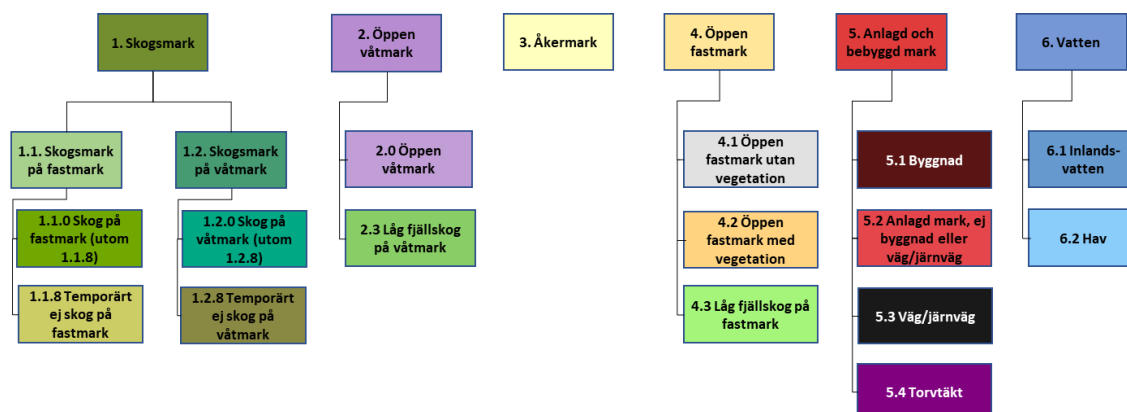 1. Skogsmark
2. Öppen
våtmark
3. Åkermark
4. Öppen
fastmark
5. Anlagd och
bebyggd mark
6. Vatten
1.1. Skogsmark
på fastmark
1.2. Skogsmark
på våtmark
2.0 Öppen
våtmark
4.1 Öppen
fastmark utan
vegetation
5.1 Byggnad
6.1 Inlands-
vatten
1.1.0 Skog på
fastmark (utom
1.1.8)
1.2.0 Skog på
våtmark (utom
1.2.8)
2.3 Låg fjällskog
på våtmark
4.2 Öppen
fastmark med
vegetation
5.2 Anlagd mark, ej
byggnad eller
väg/järnväg
6.2 Hav
1.1.8 Temporärt
ej skog på
fastmark
1.2.8 Temporärt
ej skog på
våtmark
4.3 Låg fjällskog på
fastmark
5.3 Väg/järnväg
5.4 Torvtäkt